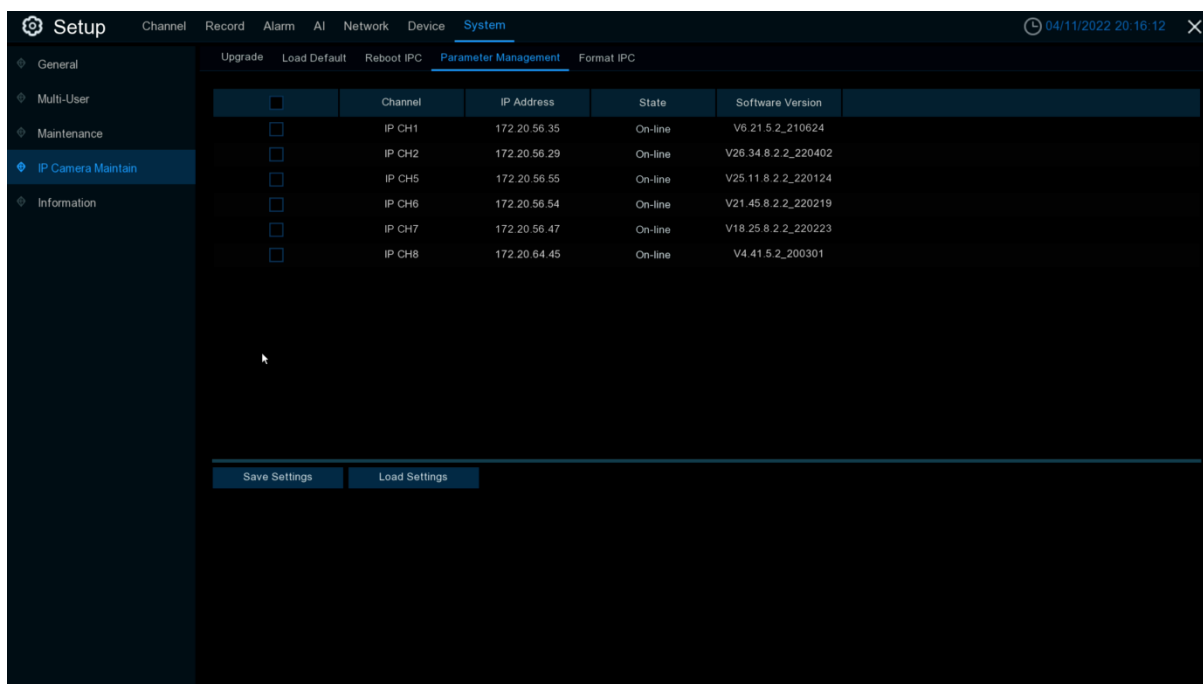 Setup Channel Record Alarm AI Network Device System 04/11/2022 20:16:12
General
Multi-User
Maintenance
IP Camera Maintain
Information
Upgrade Load Default Reboot IPC Parameter Management Format IPC
Channel IP Address State Software Version
IP CH1 172.20.56.35 On-line V6.21.5.2_210624
IP CH2 172.20.56.29 On-line V26.34.8.2.2_220402
IP CH5 172.20.56.55 On-line V25.11.8.2.2_220124
IP CH6 172.20.56.54 On-line V21.45.8.2.2_220219
IP CH7 172.20.56.47 On-line V18.25.8.2.2_220223
IP CH8 172.20.64.45 On-line V4.41.5.2_200301
Save Settings Load Settings